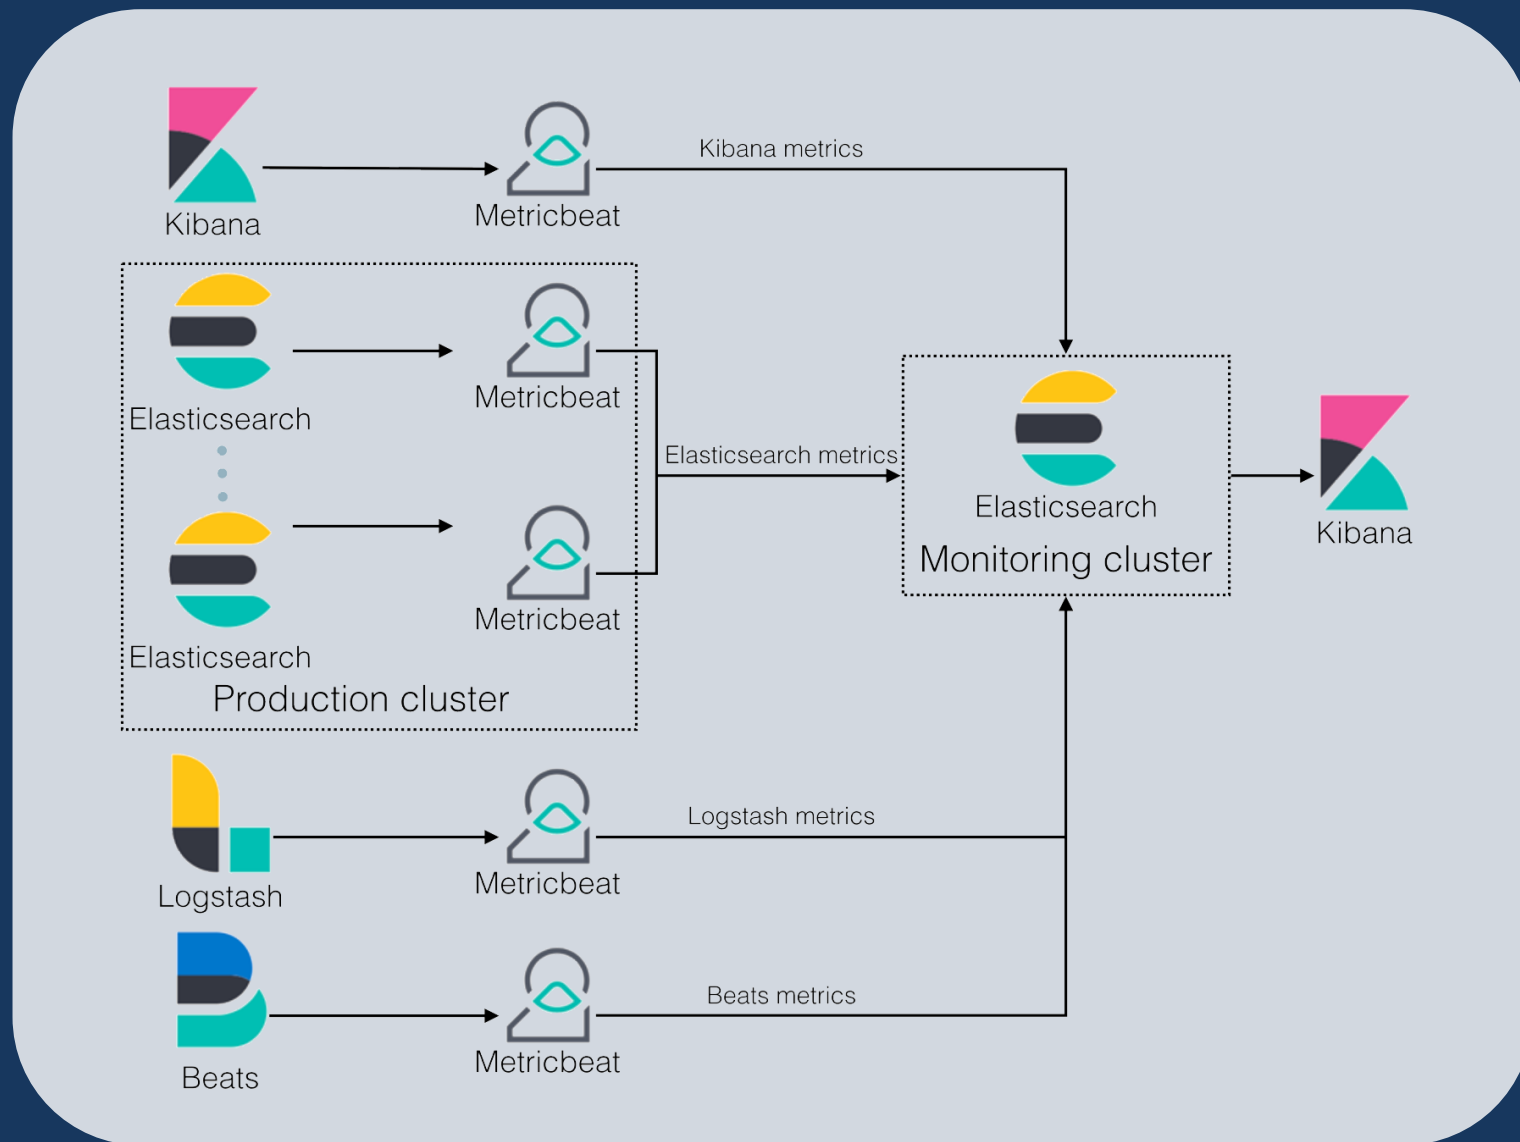 Kibana metrics
Kibana
Metricbeat
Elasticsearch
Metricbeat
Elasticsearch metrics
Elasticsearch
Monitoring cluster
Kibana
Elasticsearch
Metricbeat
Production cluster
Logstash metrics
Logstash
Metricbeat
Beats metrics
Beats
Metricbeat